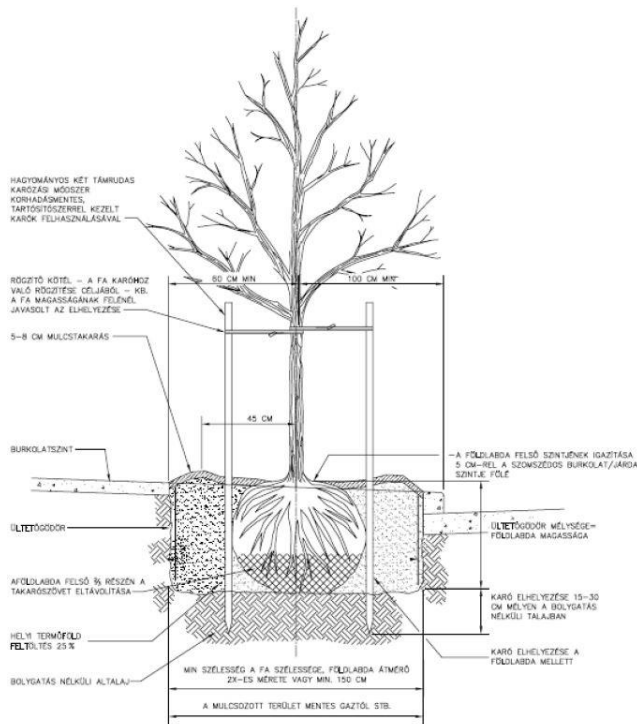 HAGYOMÁNYOS KÉT TÁMRUDAS
KARÓZÁSI MÓDSZER
KORHADÁSMENTES,
TARTÓSÍTÓSZERREL KEZELT
KARÓK FELHASZNÁLÁSÁVAL
RÖGZÍTŐ KÖTÉL – A FA KARÓHOZ
VALÓ RÖGZÍTÉSE CÉLJÁBÓL – KB.
A FA MAGASSÁGÁNAK FELÉNÉL
JAVASOLT AZ ELHELYEZÉSE
60 CM MIN
100 CM MIN
5–8 CM MULCSTAKARÁS
45 CM
BURKOLATSZINT
–A FÖLDLABDA FELSŐ SZINTJÉNEK IGAZÍTÁSA
5 CM–REL A SZOMSZÉDOS BURKOLAT/JÁRDA
SZINTJE FÖLÉ
ÜLTETŐGÖDÖR
ÜLTETŐGÖDÖR MÉLYSÉGE=
FÖLDLABDA MAGASSÁGA
AFÖLDLABDA FELSŐ ⅔ RÉSZÉN A
TAKARÓSZÖVET ELTÁVOLÍTÁSA
KARÓ ELHELYEZÉSE 15–30
CM MÉLYEN A BOLYGATÁS
NÉLKÜLI TALAJBAN
HELYI TERMŐFÖLD
FELTÖLTÉS 25 %
KARÓ ELHELYEZÉSE A
FÖLDLABDA MELLETT
BOLYGATÁS NÉLKÜLI ALTALAJ
MIN SZÉLESSÉG A FA SZÉLESSÉGE, FÖLDLABDA ÁTMÉRŐ
2X–ES MÉRETE VAGY MIN. 150 CM
A MULCSOZOTT TERÜLET MENTES GAZTÓL STB.